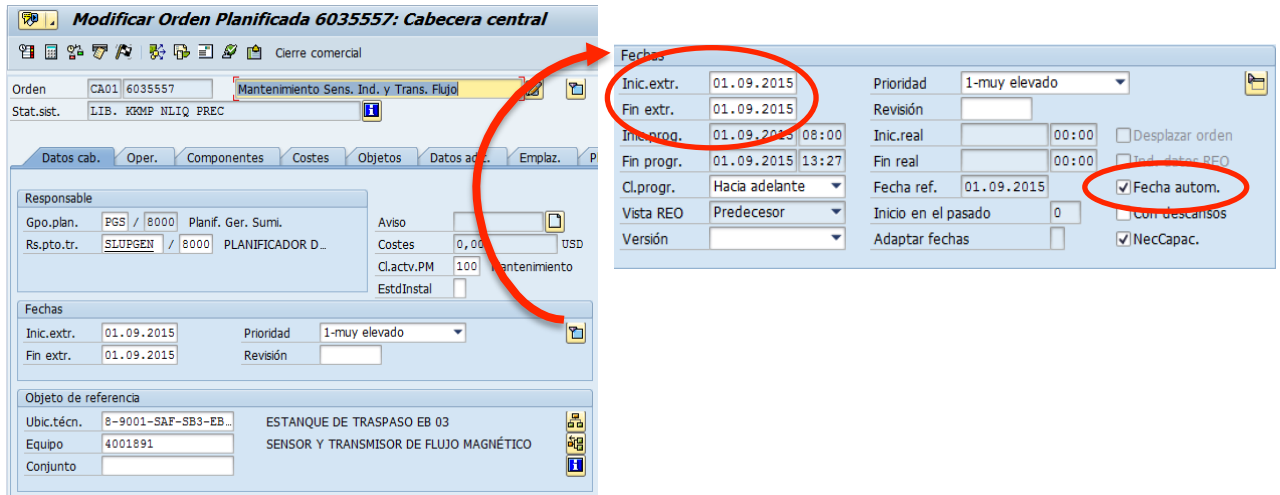 Modificar Orden Planificada 6035557: Cabecera central
Cierre comercial
Orden CA01 6035557 Mantenimiento Sens. Ind. y Trans. Flujo
Stat.sist. LIB. KKMP NLIQ PREC
Datos cab. Oper. Componentes Costes Objetos Datos adic. Emplaz. P
Responsable
Gpo.plan. PGS / 8000 Planif. Ger. Sumi. Aviso
Rs.pto.tr. SLUPGEN / 8000 PLANIFICADOR D… Costes 0,00 USD
Cl.actv.PM 100 Mantenimiento
EstdInstal
Fechas
Inic.extr. 01.09.2015 Prioridad 1-muy elevado
Fin extr. 01.09.2015 Revisión
Objeto de referencia
Ubic.técn. 8-9001-SAF-SB3-EB… ESTANQUE DE TRASPASO EB 03
Equipo 4001891 SENSOR Y TRANSMISOR DE FLUJO MAGNÉTICO
Conjunto
Fechas
Inic.extr. 01.09.2015 Prioridad 1-muy elevado
Fin extr. 01.09.2015 Revisión
Inic.prog. 01.09.2015 08:00 Inic.real 00:00 Desplazar orden
Fin progr. 01.09.2015 13:27 Fin real 00:00 Ind. datos REO
Cl.progr. Hacia adelante Fecha ref. 01.09.2015 Fecha autom.
Vista REO Predecesor Inicio en el pasado 0 Con descansos
Versión Adaptar fechas NecCapac.